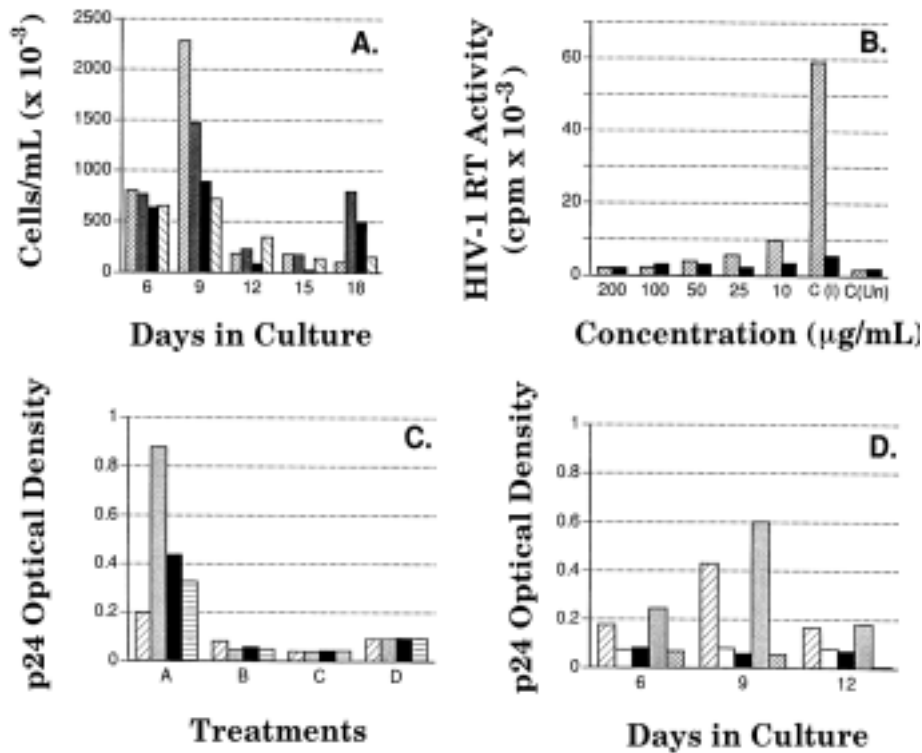 A.
Cells/mL (x 10⁻³)
2500
2000
1500
1000
500
0
6 9 12 15 18
Days in Culture
B.
HIV-1 RT Activity
(cpm x 10⁻³)
60
40
20
0
200 100 50 25 10 C (I) C(Un)
Concentration (µg/mL)
C.
p24 Optical Density
1
0.8
0.6
0.4
0.2
0
A B C D
Treatments
D.
p24 Optical Density
1
0.8
0.6
0.4
0.2
0
6 9 12
Days in Culture